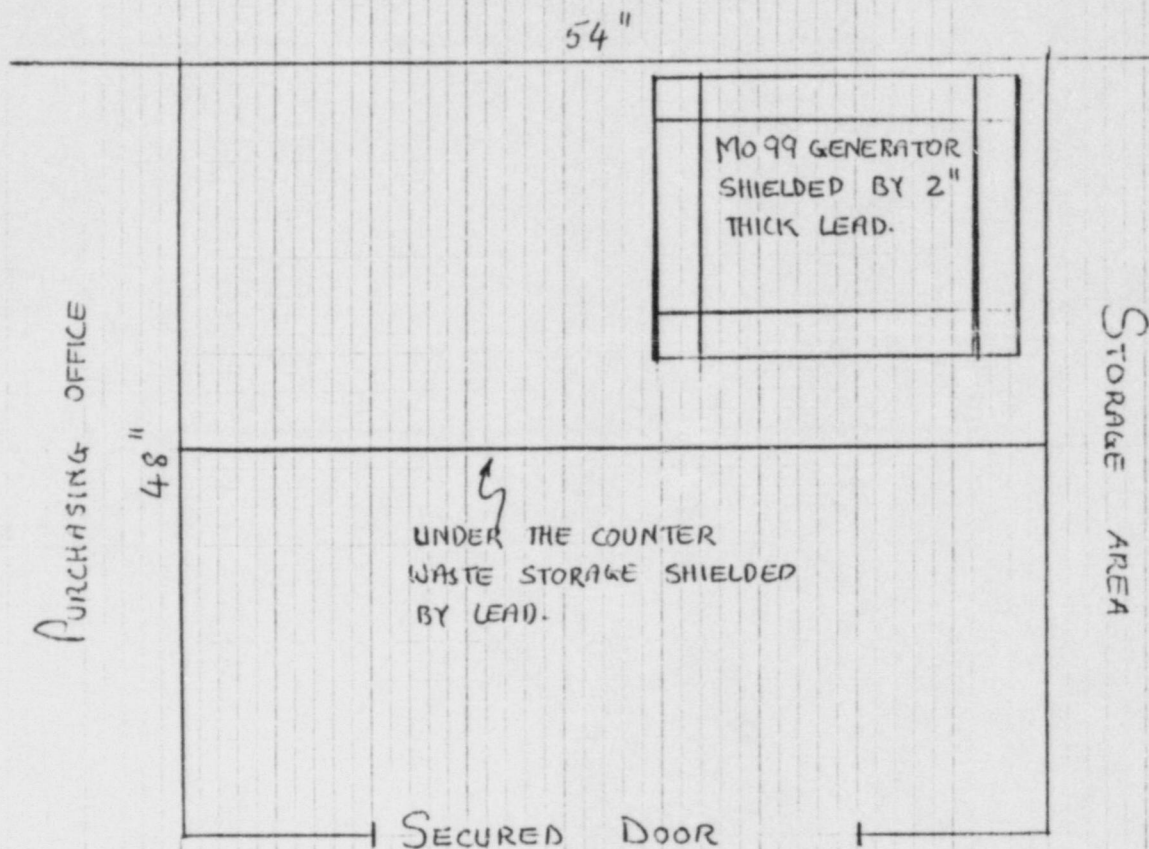 54"
MO 99 GENERATOR
SHIELDED BY 2"
THICK LEAD.
PURCHASING OFFICE
48"
STORAGE AREA
UNDER THE COUNTER
WASTE STORAGE SHIELDED
BY LEAD.
SECURED DOOR